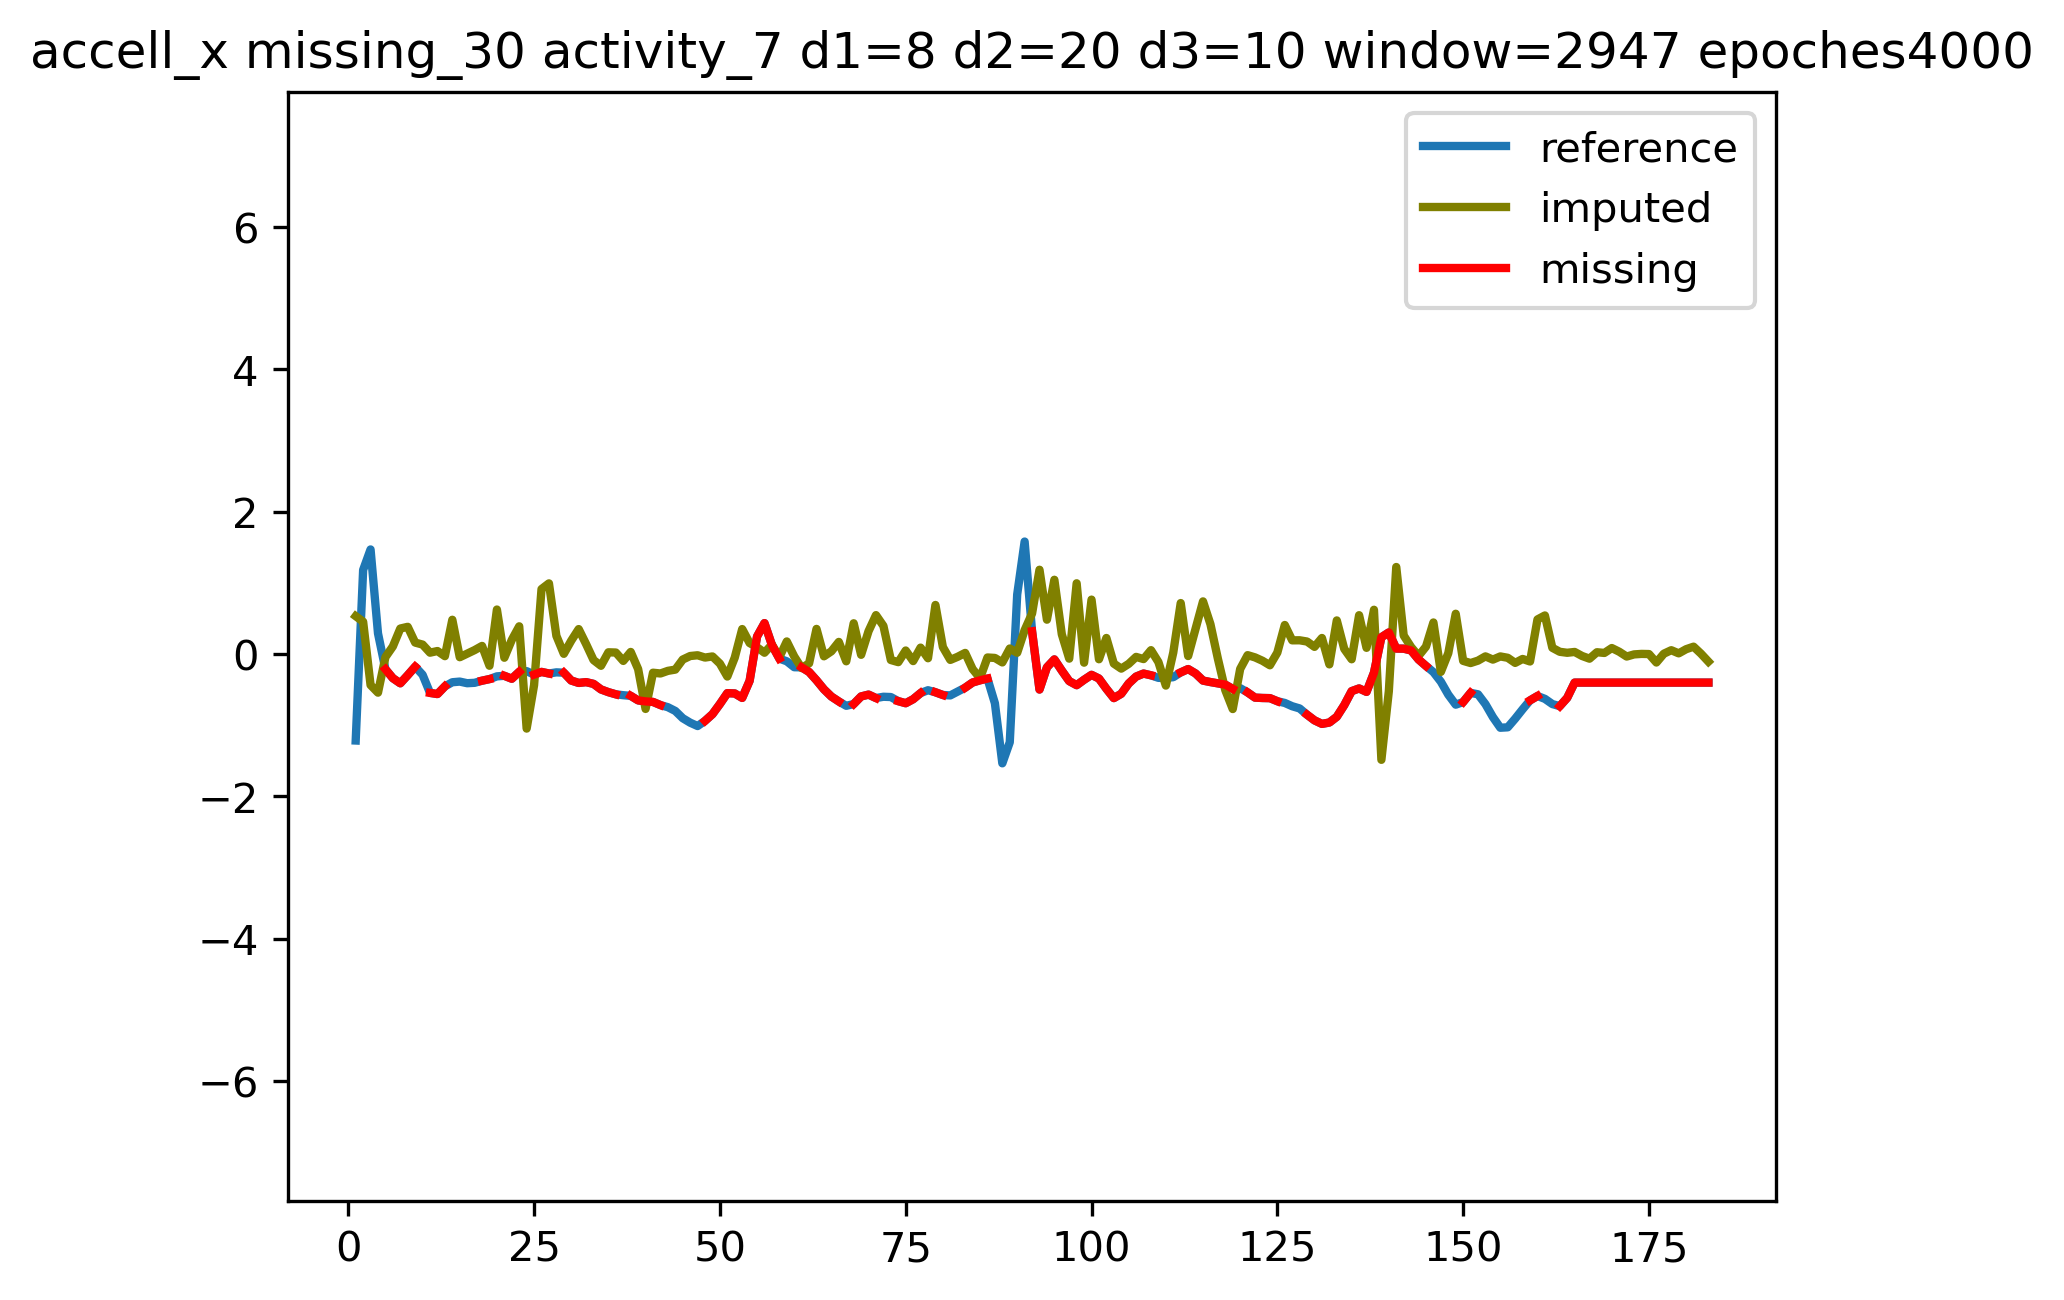 accell_x missing_30 activity_7 d1=8 d2=20 d3=10 window=2947 epoches4000
reference
imputed
missing
6
4
2
0
−2
−4
−6
0 25 50 75 100 125 150 175